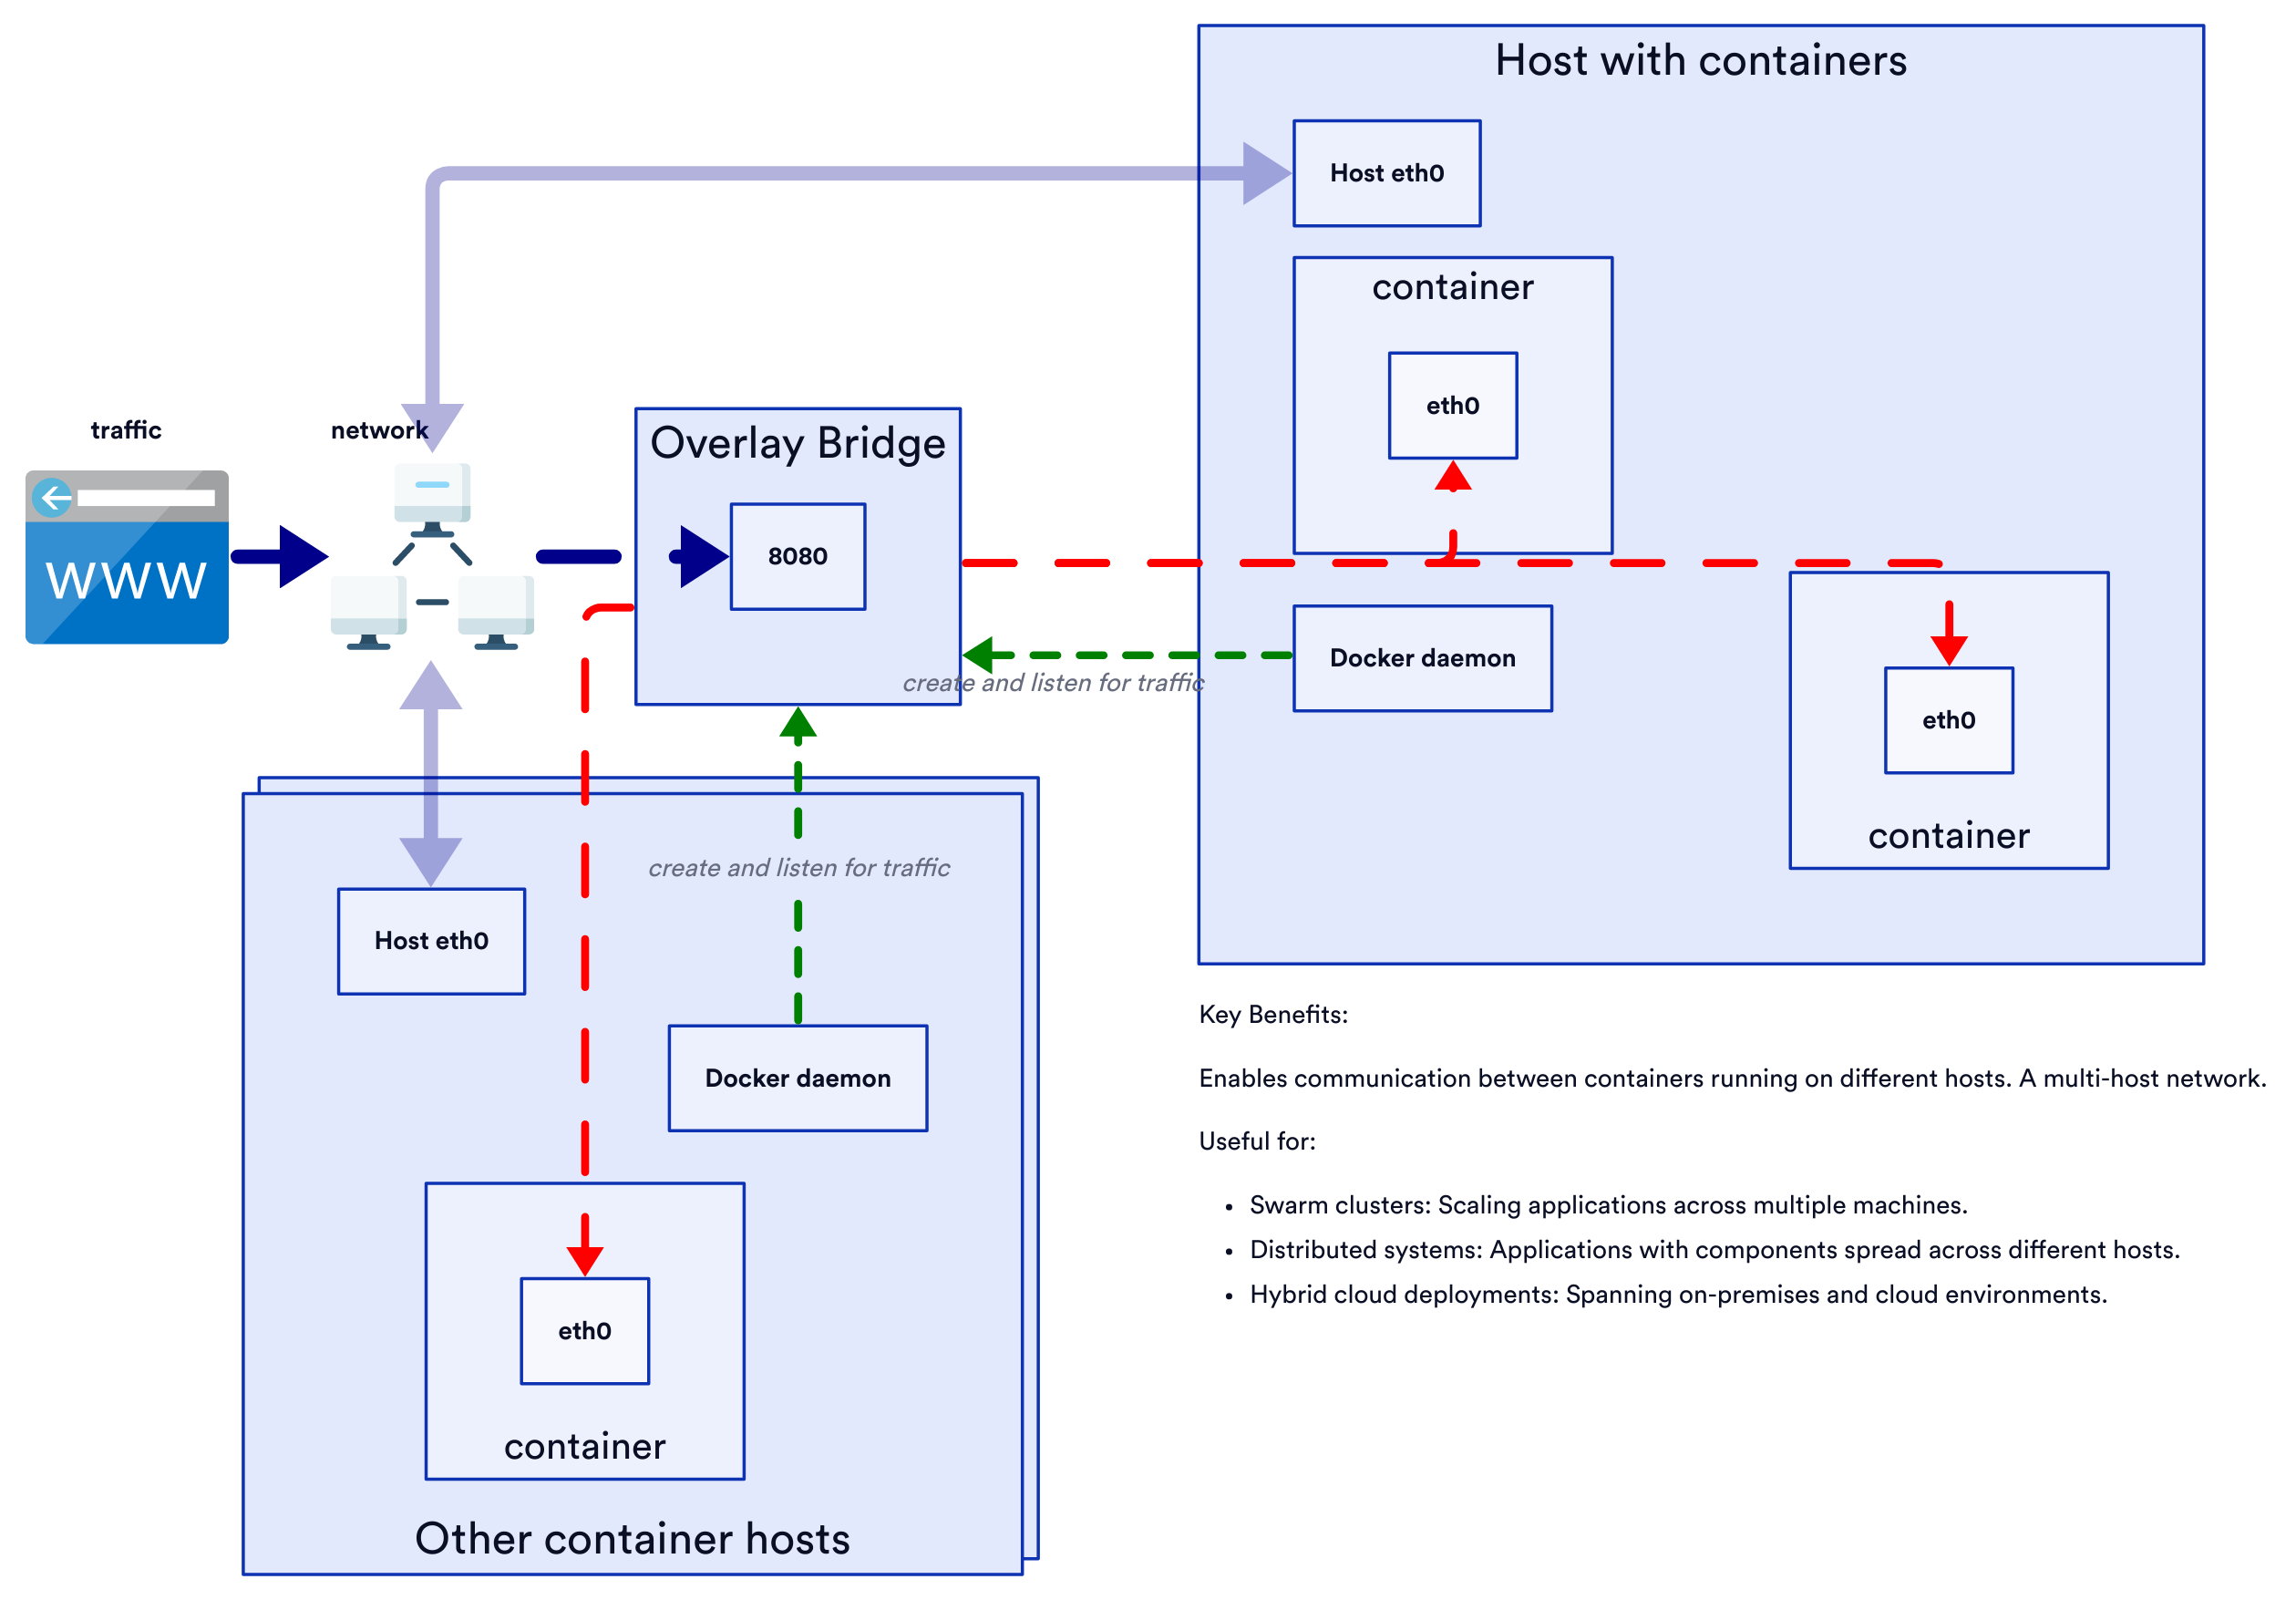 Host with containers
Host eth0
container
eth0
traffic
network
WWW
Overlay Bridge
8080
create and listen for traffic
Docker daemon
eth0
container
create and listen for traffic
Host eth0
Docker daemon
eth0
container
Other container hosts
Key Benefits:
Enables communication between containers running on different hosts. A multi-host network.
Useful for:
• Swarm clusters: Scaling applications across multiple machines.
• Distributed systems: Applications with components spread across different hosts.
• Hybrid cloud deployments: Spanning on-premises and cloud environments.